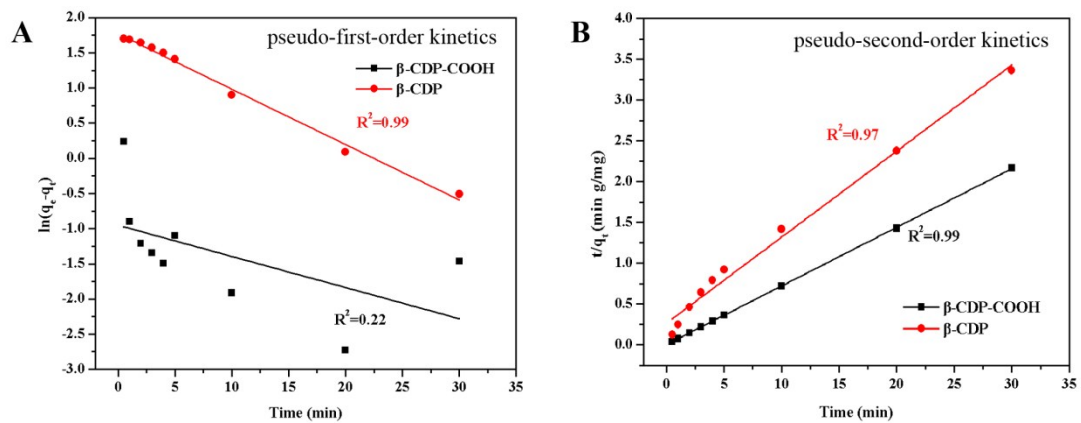 A
pseudo-first-order kinetics
β-CDP-COOH
β-CDP
R²=0.99
R²=0.22
ln(qₑ-qₜ)
2.0
1.5
1.0
0.5
0.0
-0.5
-1.0
-1.5
-2.0
-2.5
-3.0
0
5
10
15
20
25
30
35
Time (min)
B
pseudo-second-order kinetics
R²=0.97
R²=0.99
β-CDP-COOH
β-CDP
t/qₜ (min g/mg)
4.0
3.5
3.0
2.5
2.0
1.5
1.0
0.5
0.0
0
5
10
15
20
25
30
35
Time (min)